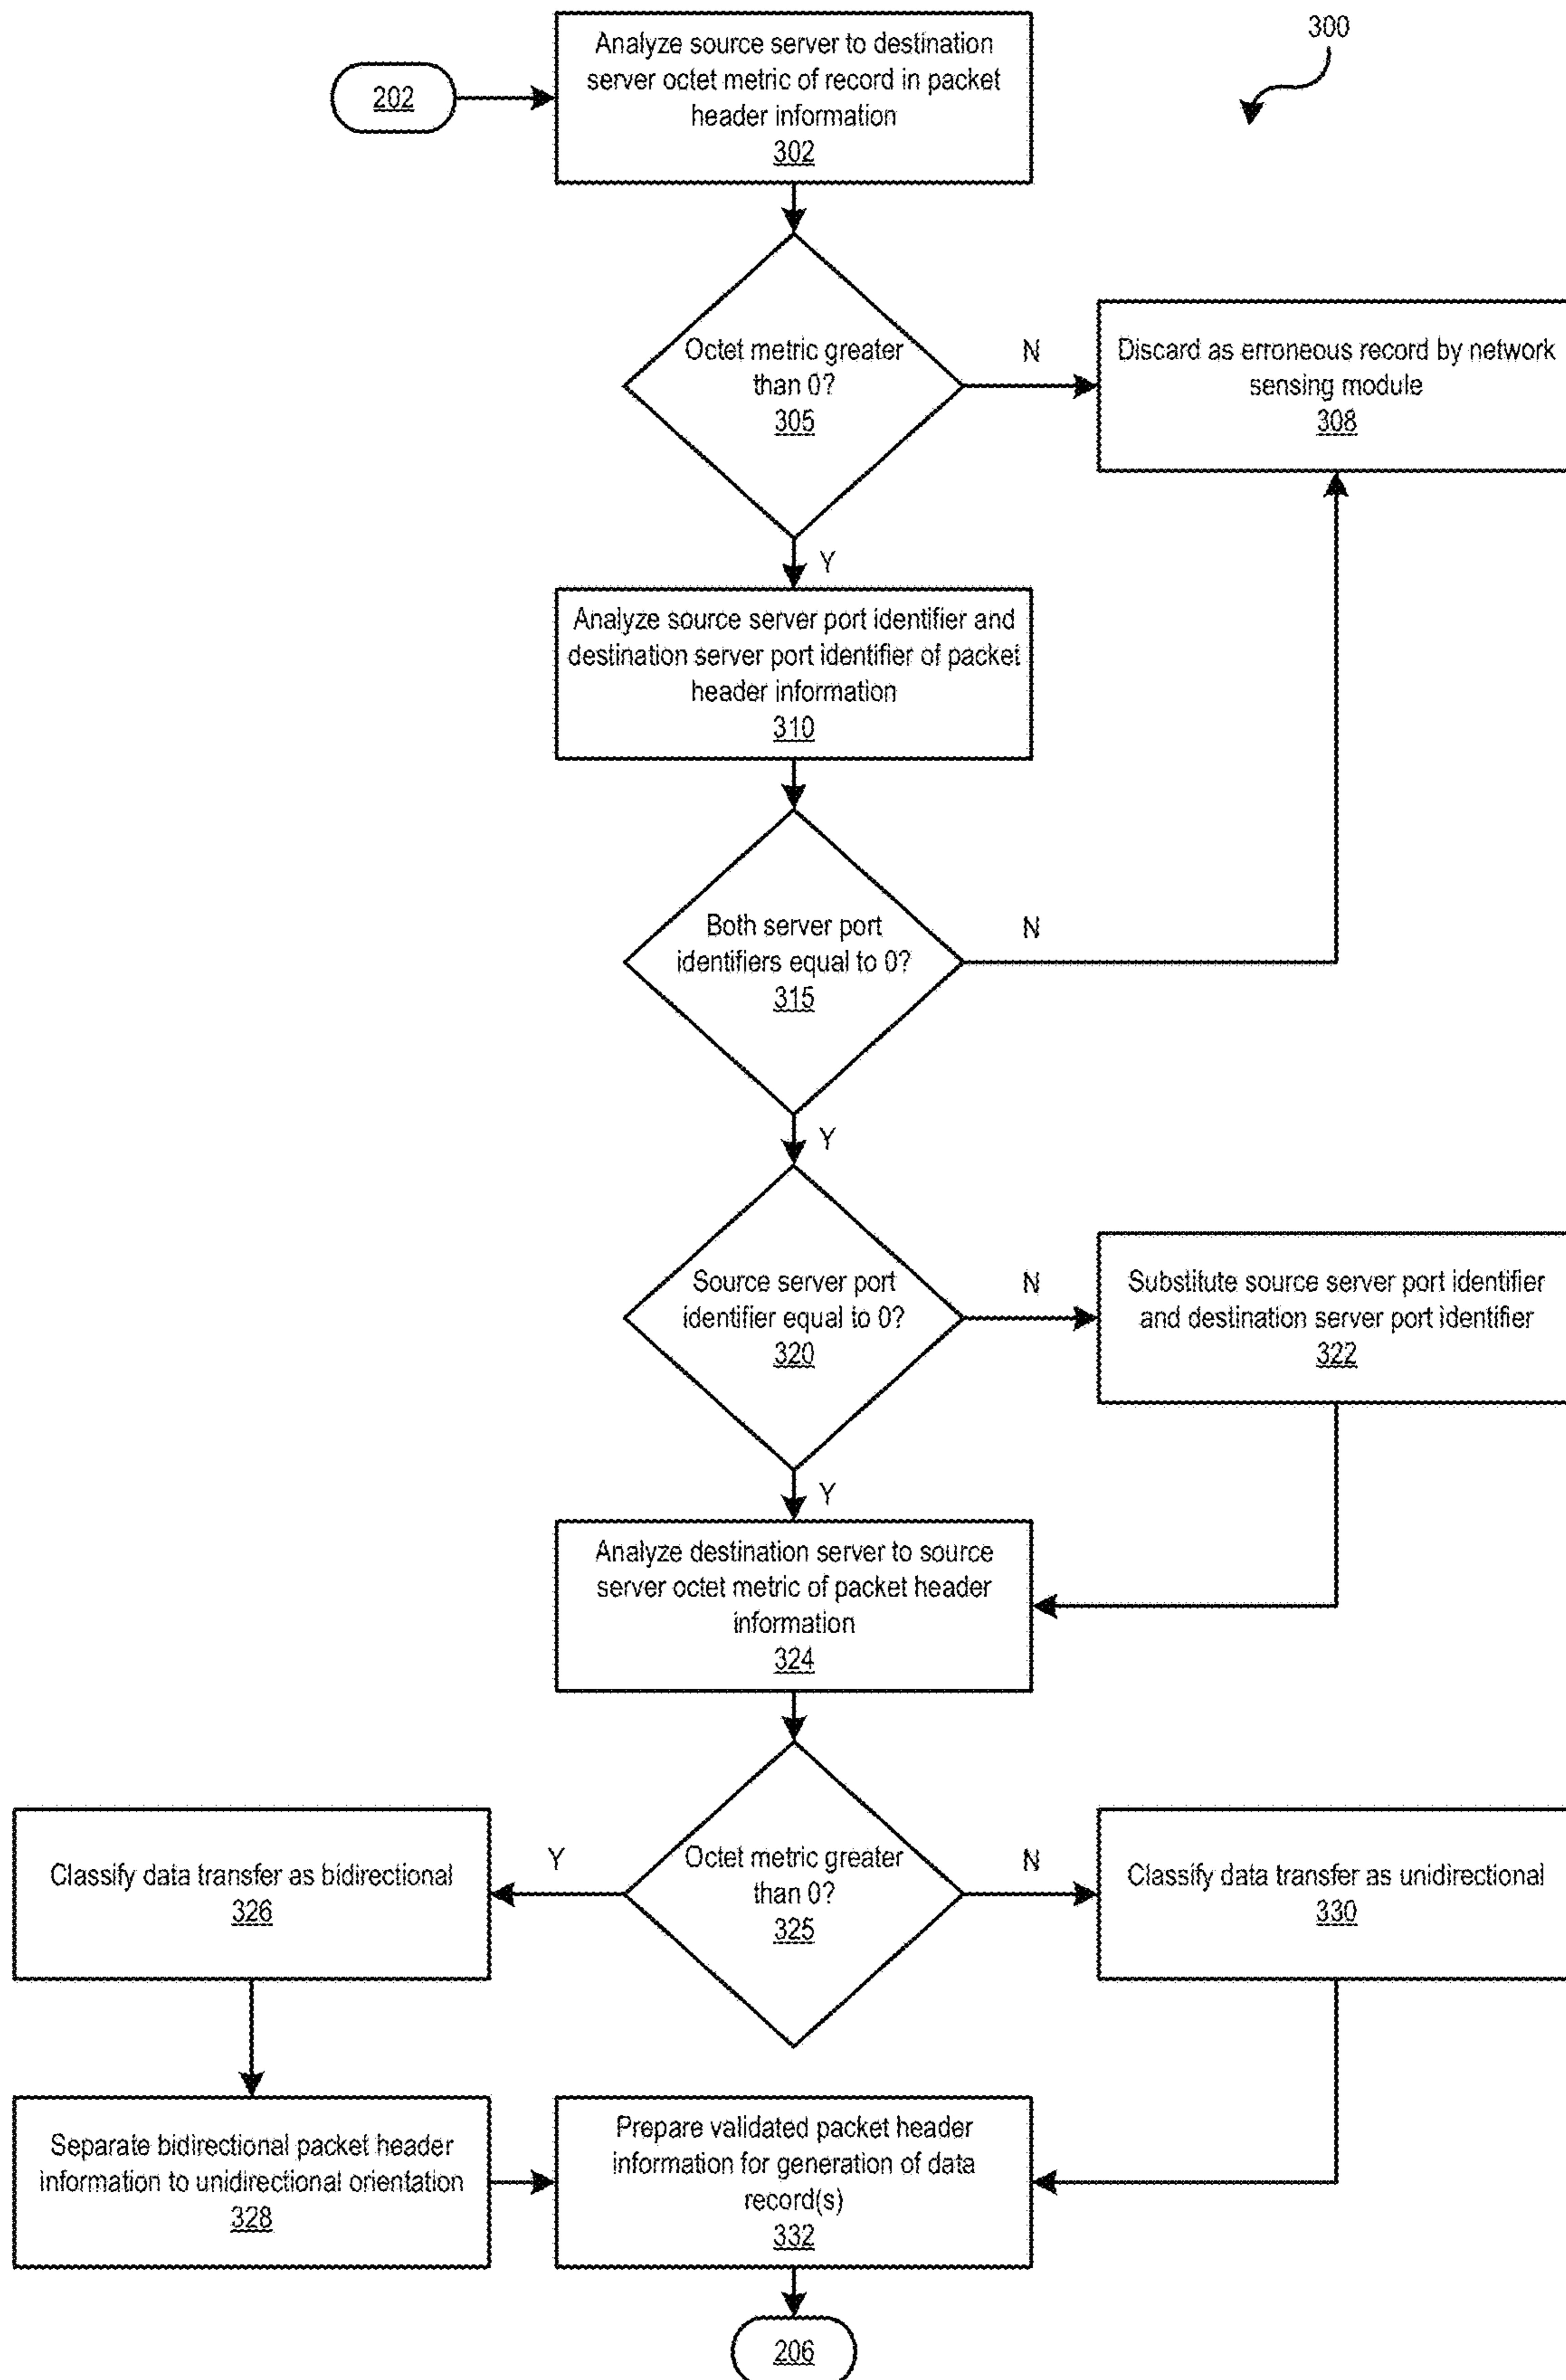 300
202
Analyze source server to destination
server octet metric of record in packet
header information
302
Octet metric greater
than 0?
305
N
Discard as erroneous record by network
sensing module
308
Y
Analyze source server port identifier and
destination server port identifier of packet
header information
310
Both server port
identifiers equal to 0?
315
N
Y
Source server port
identifier equal to 0?
320
N
Substitute source server port identifier
and destination server port identifier
322
Y
Analyze destination server to source
server octet metric of packet header
information
324
Octet metric greater
than 0?
325
Y
Classify data transfer as bidirectional
326
N
Classify data transfer as unidirectional
330
Separate bidirectional packet header
information to unidirectional orientation
328
Prepare validated packet header
information for generation of data
record(s)
332
206